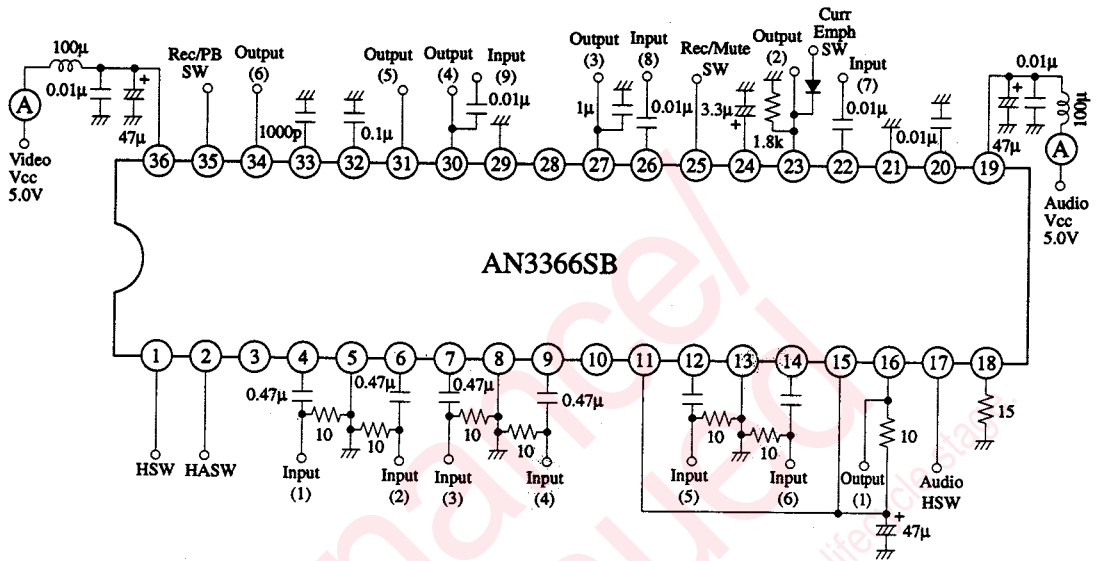 100μ
0.01μ
A
Video
Vcc
5.0V
47μ
Rec/PB
SW
Output
(6)
1000p
0.1μ
Output
(5)
Output
(4)
Input
(9)
0.01μ
Output
(3)
1μ
Input
(8)
0.01μ
Rec/Mute
SW
3.3μ
Output
(2)
1.8k
Curr
Emph
SW
Input
(7)
0.01μ
0.01μ
47μ
0.01μ
100μ
A
Audio
Vcc
5.0V
36 35 34 33 32 31 30 29 28 27 26 25 24 23 22 21 20 19
AN3366SB
1 2 3 4 5 6 7 8 9 10 11 12 13 14 15 16 17 18
HSW
HASW
0.47μ
10
Input
(1)
10
0.47μ
Input
(2)
0.47μ
10
Input
(3)
10
0.47μ
Input
(4)
10
Input
(5)
10
Input
(6)
Output
(1)
10
47μ
Audio
HSW
15
nance/
ued
lifecycle stage.